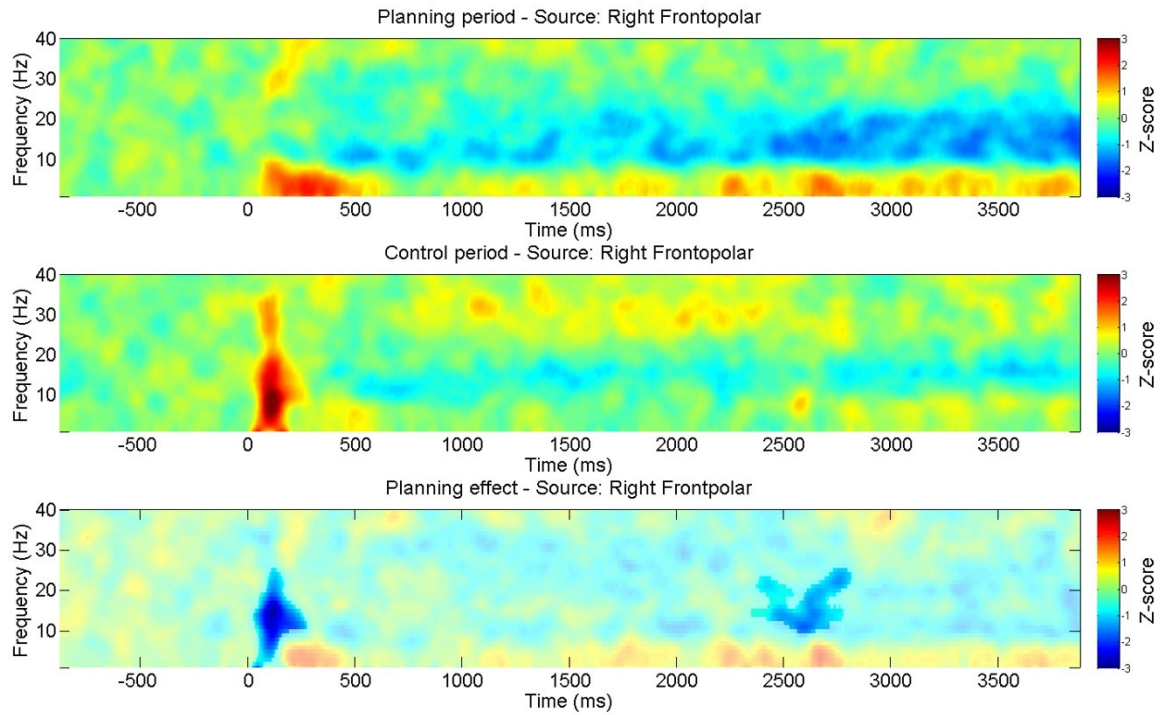 Planning period - Source: Right Frontopolar
Frequency (Hz)
40
30
20
10
-500 0 500 1000 1500 2000 2500 3000 3500
Time (ms)
3
2
1
0
-1
-2
-3
Z-score
Control period - Source: Right Frontopolar
Frequency (Hz)
40
30
20
10
-500 0 500 1000 1500 2000 2500 3000 3500
Time (ms)
3
2
1
0
-1
-2
-3
Z-score
Planning effect - Source: Right Frontpolar
Frequency (Hz)
40
30
20
10
-500 0 500 1000 1500 2000 2500 3000 3500
Time (ms)
3
2
1
0
-1
-2
-3
Z-score